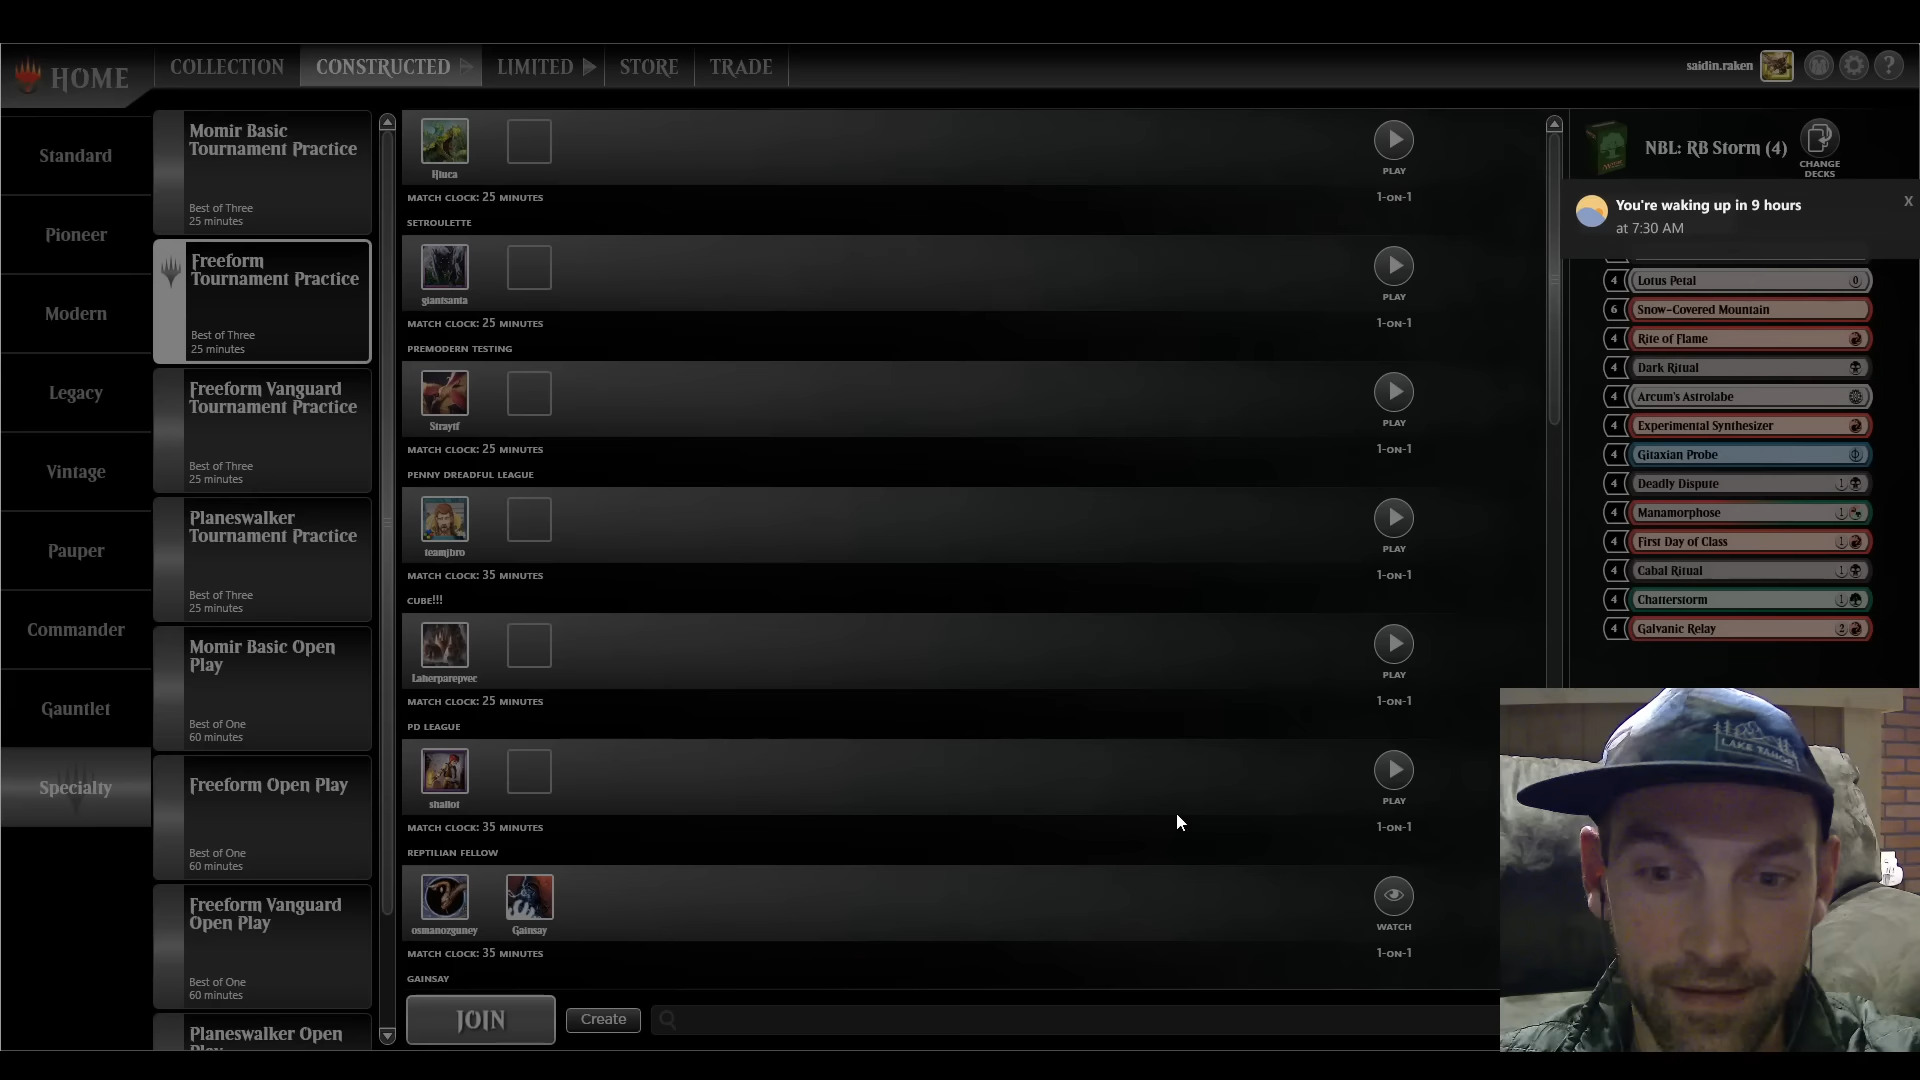 HOME
COLLECTION
CONSTRUCTED
LIMITED
STORE
TRADE
saidin.raken
?
Standard
Pioneer
Modern
Legacy
Vintage
Pauper
Commander
Gauntlet
Specialty
Momir Basic
Tournament Practice
Best of Three
25 minutes
Freeform
Tournament Practice
Best of Three
25 minutes
Freeform Vanguard
Tournament Practice
Best of Three
25 minutes
Planeswalker
Tournament Practice
Best of Three
25 minutes
Momir Basic Open
Play
Best of One
60 minutes
Freeform Open Play
Best of One
60 minutes
Freeform Vanguard
Open Play
Best of One
60 minutes
Planeswalker Open
PLAY
MATCH CLOCK: 25 MINUTES
1-ON-1
SETROULETTE
giantsanta
PLAY
MATCH CLOCK: 25 MINUTES
1-ON-1
PREMODERN TESTING
PLAY
MATCH CLOCK: 25 MINUTES
1-ON-1
PENNY DREADFUL LEAGUE
teamjbro
PLAY
MATCH CLOCK: 35 MINUTES
1-ON-1
CUBE!!!
Laherparepvec
PLAY
MATCH CLOCK: 25 MINUTES
1-ON-1
PD LEAGUE
PLAY
MATCH CLOCK: 35 MINUTES
1-ON-1
REPTILIAN FELLOW
osmanozguney
Gainsay
WATCH
MATCH CLOCK: 35 MINUTES
1-ON-1
GAINSAY
JOIN
Create
NBL: RB Storm (4)
CHANGE
DECKS
You're waking up in 9 hours
X
at 7:30 AM
4 Lotus Petal 0
6 Snow-Covered Mountain
4 Rite of Flame
4 Dark Ritual
4 Arcum's Astrolabe
4 Experimental Synthesizer
4 Gitaxian Probe
4 Deadly Dispute 1
4 Manamorphose 1
4 First Day of Class 1
4 Cabal Ritual 1
4 Chatterstorm 1
4 Galvanic Relay 2
LAKE TAHOE